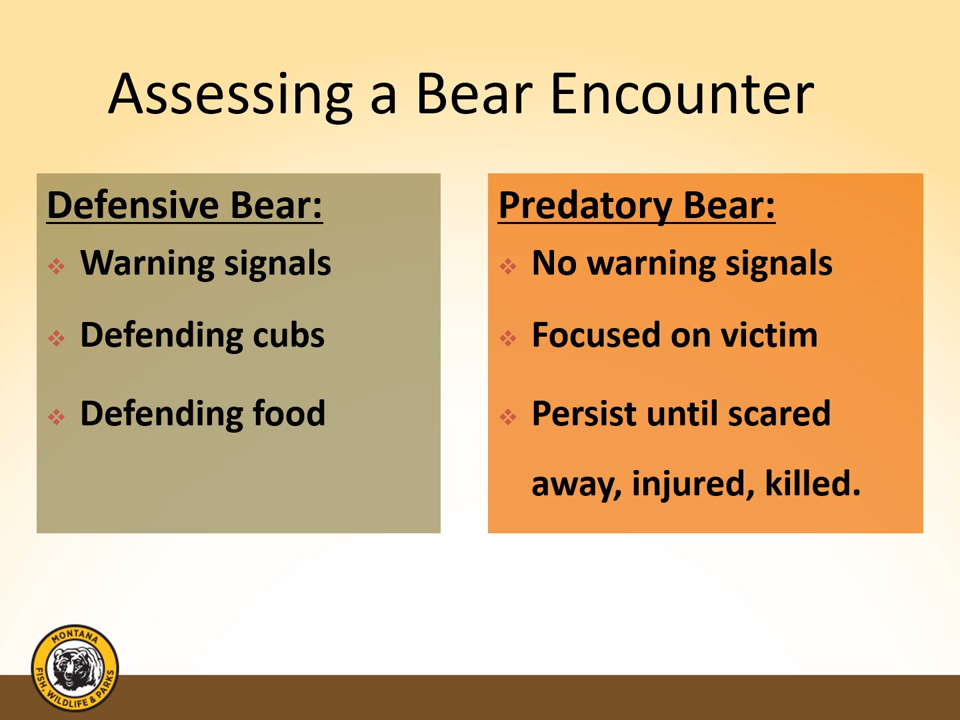 Assessing a Bear Encounter
Defensive Bear:
❖ Warning signals
❖ Defending cubs
❖ Defending food
Predatory Bear:
❖ No warning signals
❖ Focused on victim
❖ Persist until scared
away, injured, killed.
MONTANA
FISH, WILDLIFE & PARKS